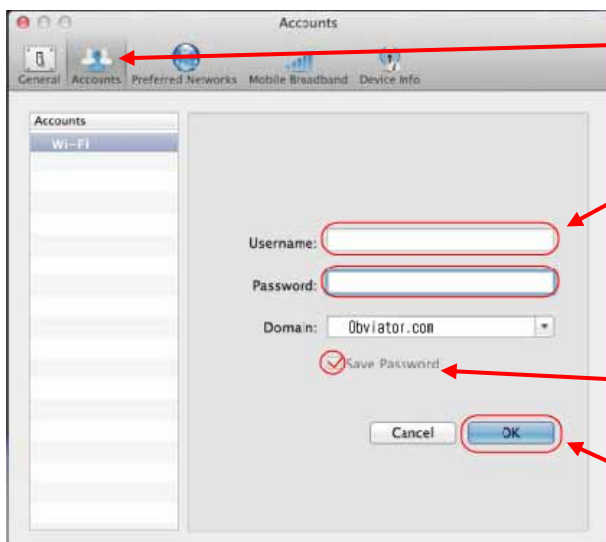 Accounts
General Accounts Preferred Networks Mobile Broadband Device Info
Accounts
Wi-Fi
Username:
Password:
Domain: Obviator.com
Save Password
Cancel OK